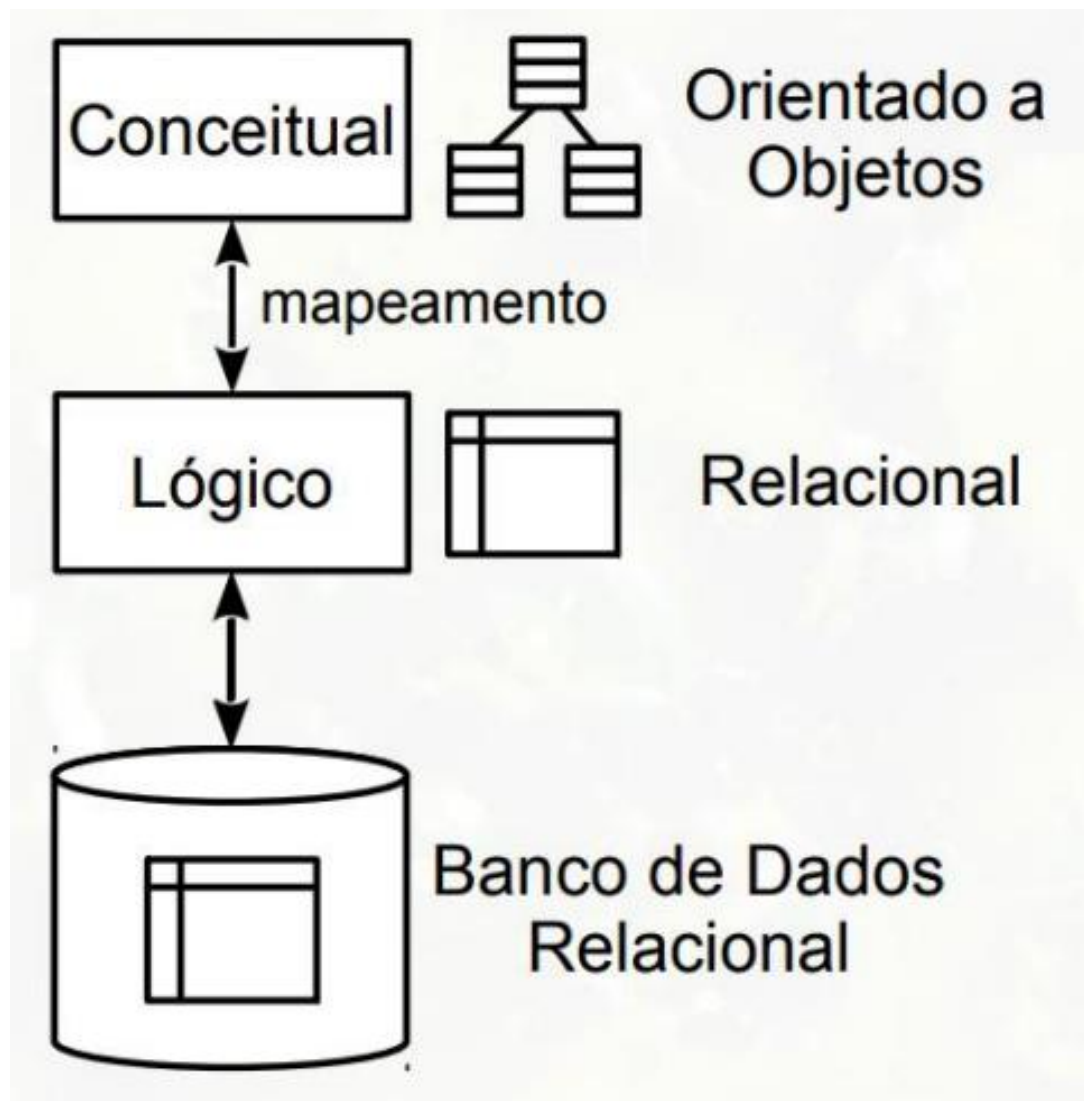 Conceitual
Orientado a
Objetos
mapeamento
Lógico
Relacional
Banco de Dados
Relacional